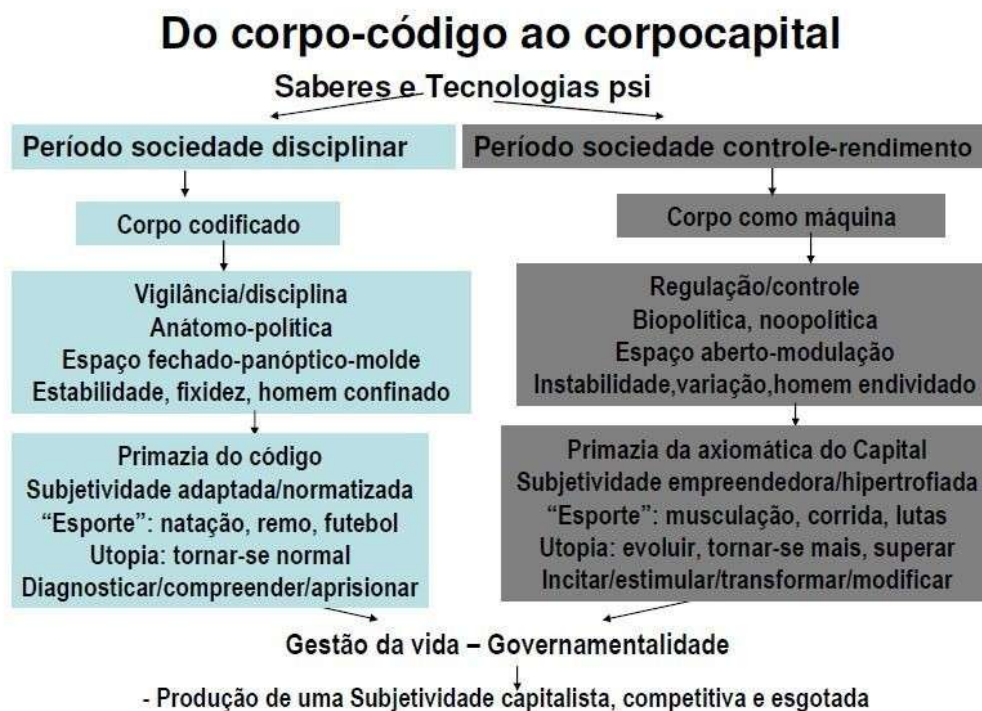 Do corpo-código ao corpocapital
Saberes e Tecnologias psi
Período sociedade disciplinar
Corpo codificado
Vigilância/disciplina
Anátomo-política
Espaço fechado-panóptico-molde
Estabilidade, fixidez, homem confinado
Primazia do código
Subjetividade adaptada/normatizada
“Esporte”: natação, remo, futebol
Utopia: tornar-se normal
Diagnosticar/compreender/aprisionar
Período sociedade controle-rendimento
Corpo como máquina
Regulação/controle
Biopolítica, noopolítica
Espaço aberto-modulação
Instabilidade,variação,homem endividado
Primazia da axiomática do Capital
Subjetividade empreendedora/hipertrofiada
“Esporte”: musculação, corrida, lutas
Utopia: evoluir, tornar-se mais, superar
Incitar/estimular/transformar/modificar
Gestão da vida – Governamentalidade
- Produção de uma Subjetividade capitalista, competitiva e esgotada